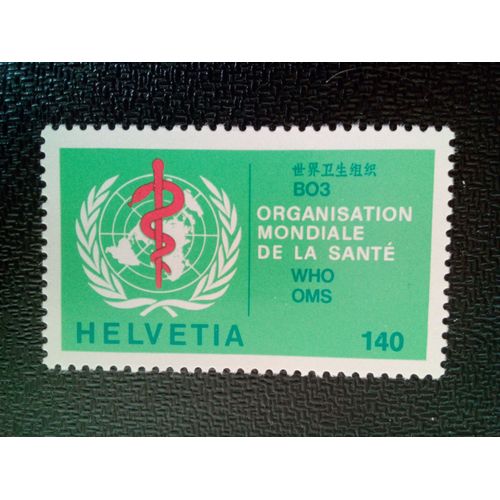 世界卫生组织
ВОЗ
ORGANISATION
MONDIALE
DE LA SANTÉ
WHO
OMS
HELVETIA 140